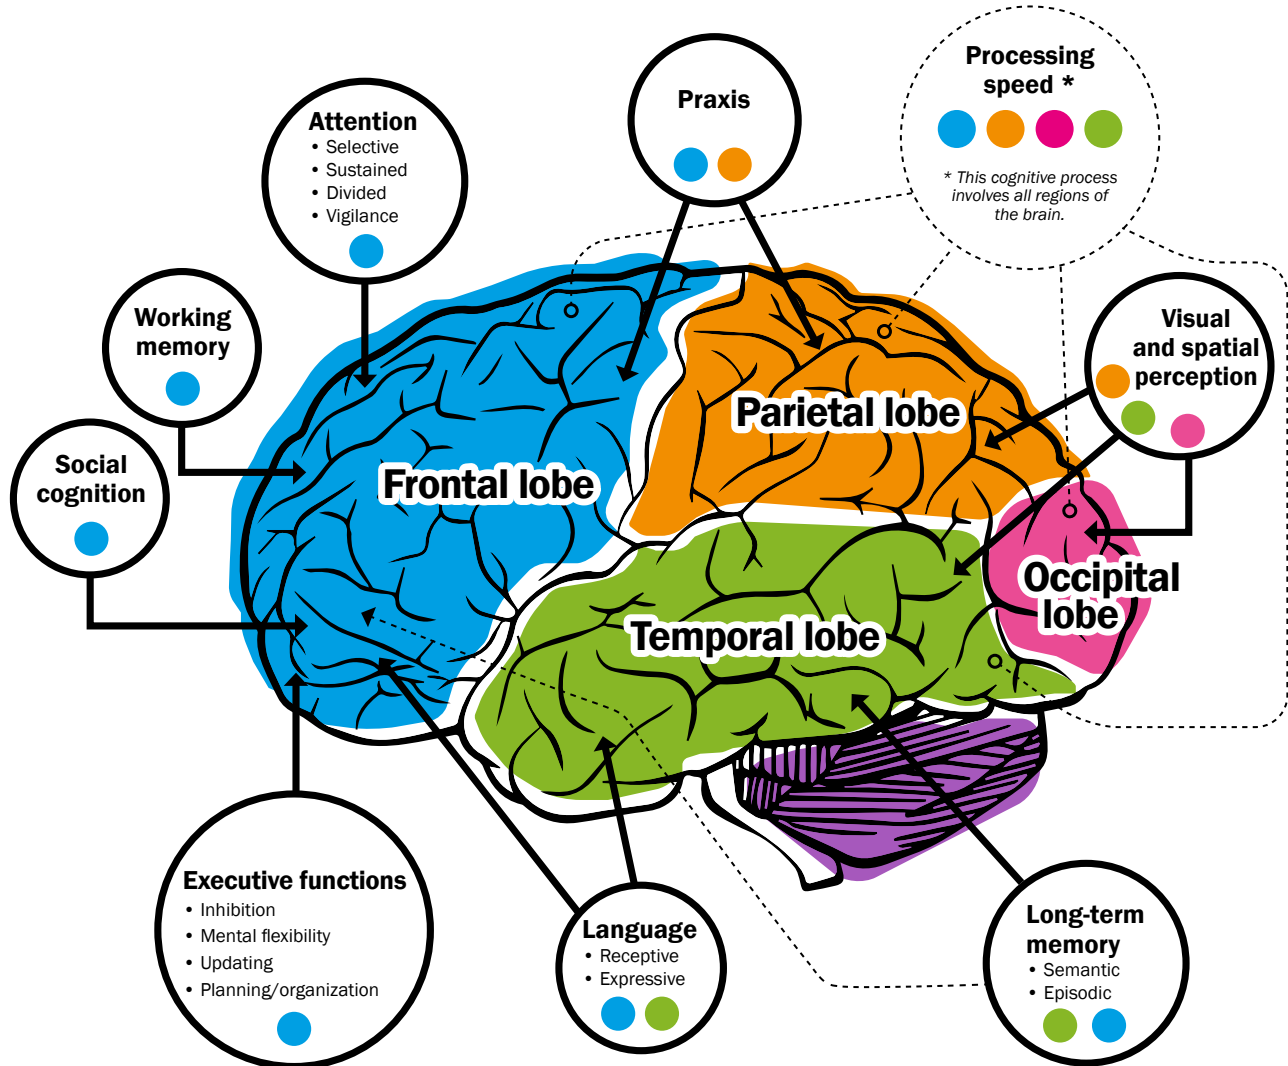 Processing
speed *
* This cognitive process
involves all regions of
the brain.
Praxis
Attention
• Selective
• Sustained
• Divided
• Vigilance
Working
memory
Visual
and spatial
perception
Social
cognition
Frontal lobe
Parietal lobe
Occipital
lobe
Temporal lobe
Executive functions
• Inhibition
• Mental flexibility
• Updating
• Planning/organization
Language
• Receptive
• Expressive
Long-term
memory
• Semantic
• Episodic